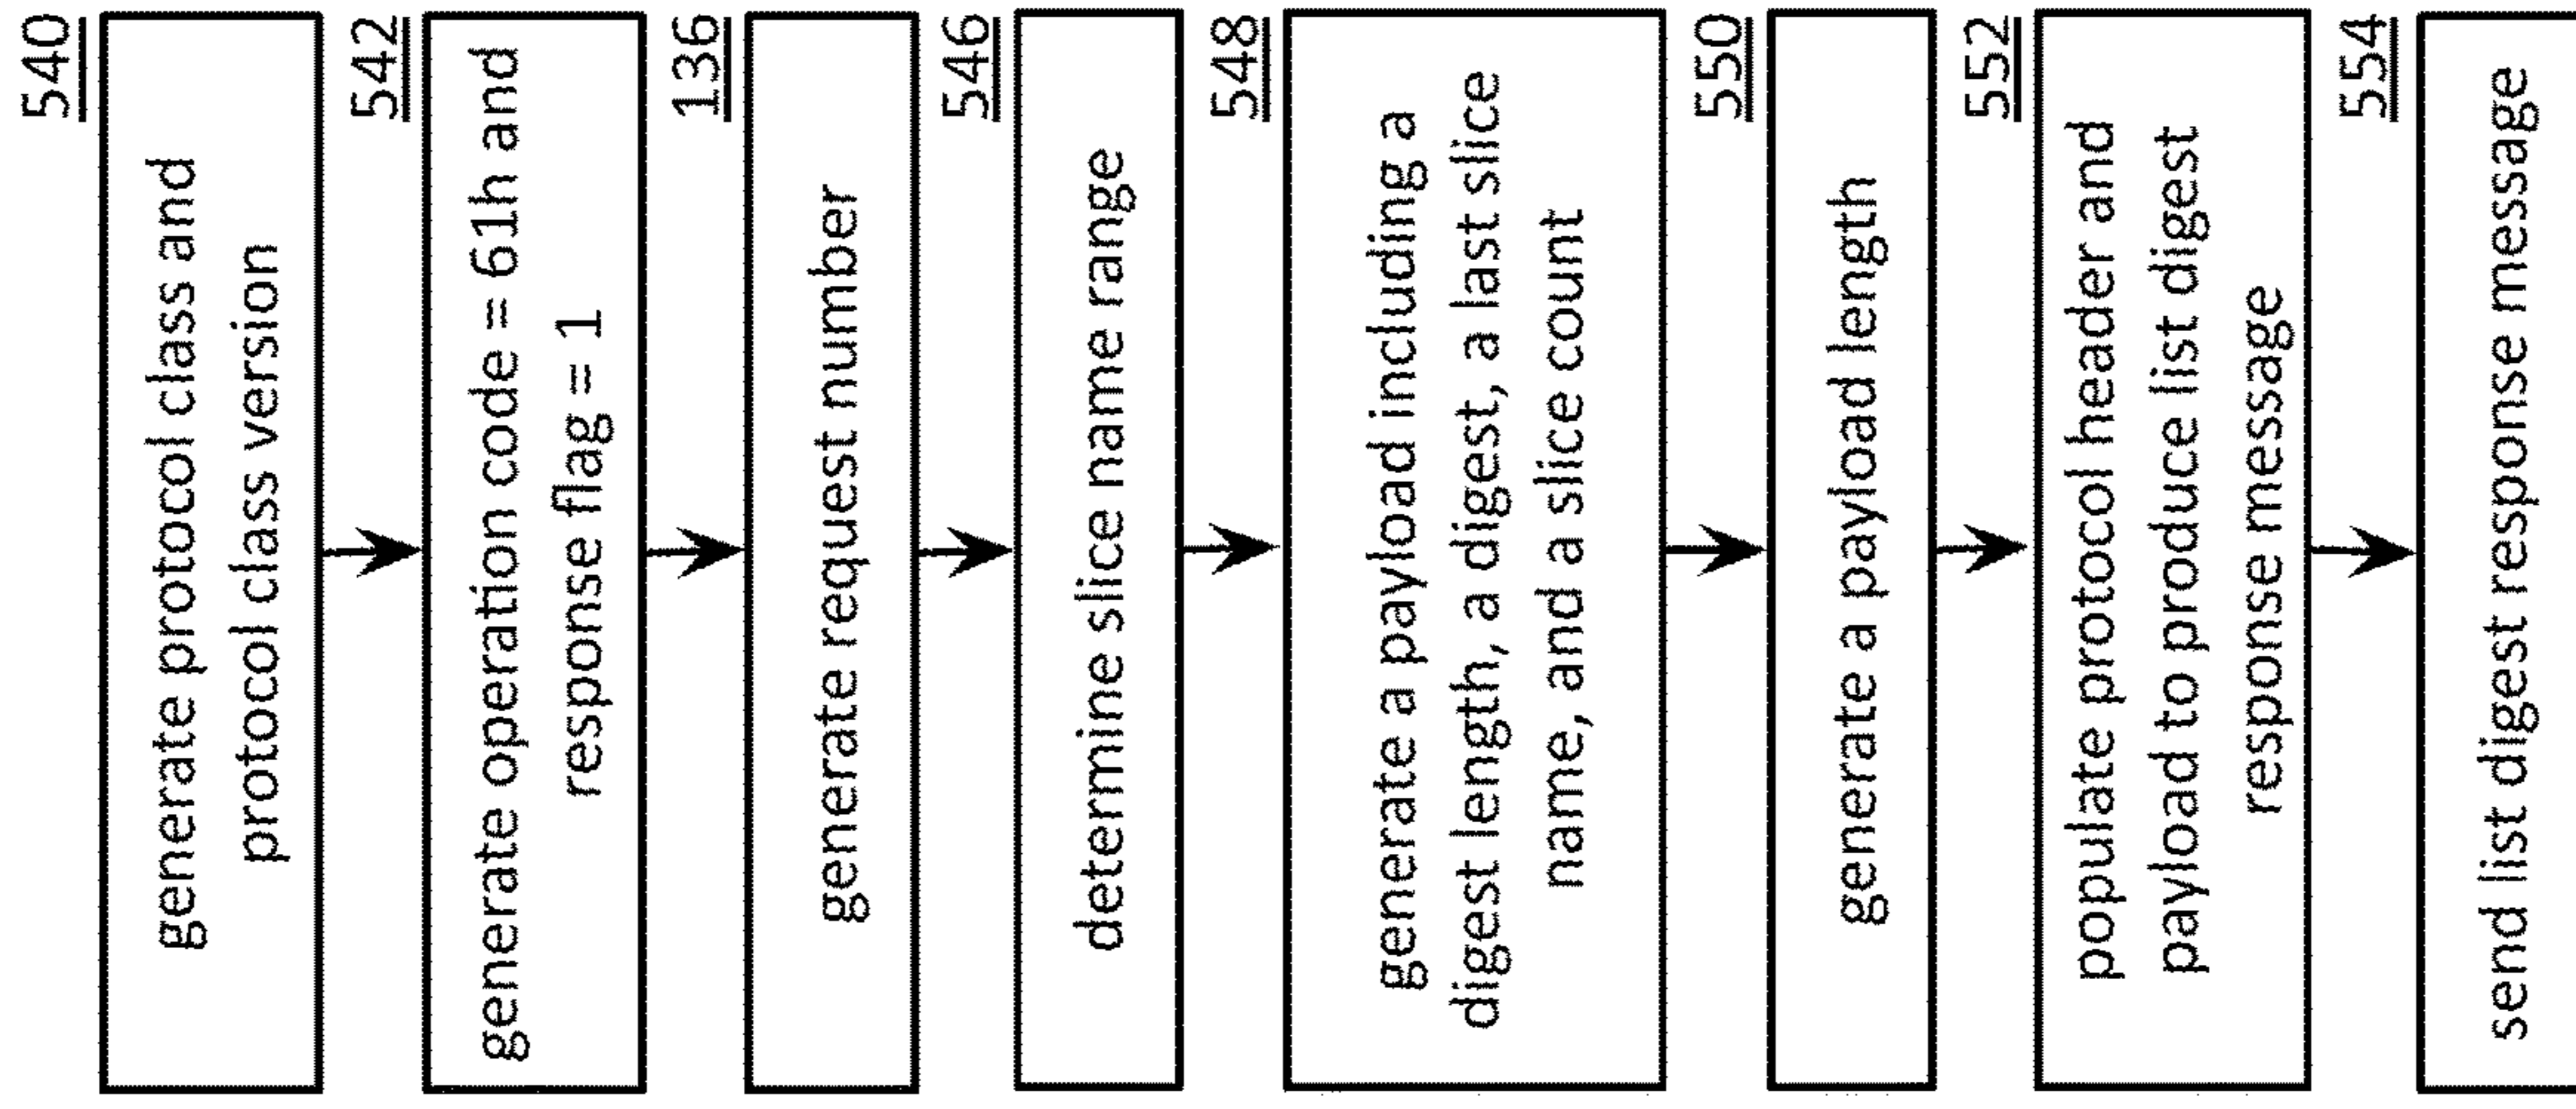 540
generate protocol class and
protocol class version
542
generate operation code = 61h and
response flag = 1
136
generate request number
546
determine slice name range
548
generate a payload including a
digest length, a digest, a last slice
name, and a slice count
550
generate a payload length
552
populate protocol header and
payload to produce list digest
response message
554
send list digest response message